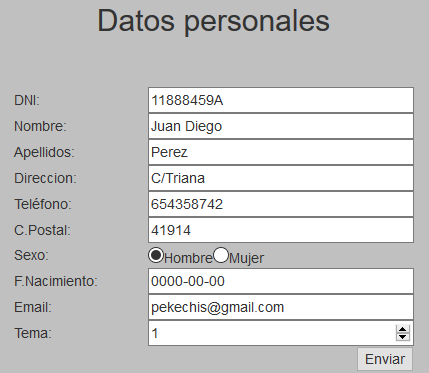 Datos personales
DNI: 11888459A
Nombre: Juan Diego
Apellidos: Perez
Direccion: C/Triana
Teléfono: 654358742
C.Postal: 41914
Sexo: Hombre Mujer
F.Nacimiento: 0000-00-00
Email: pekechis@gmail.com
Tema: 1
Enviar